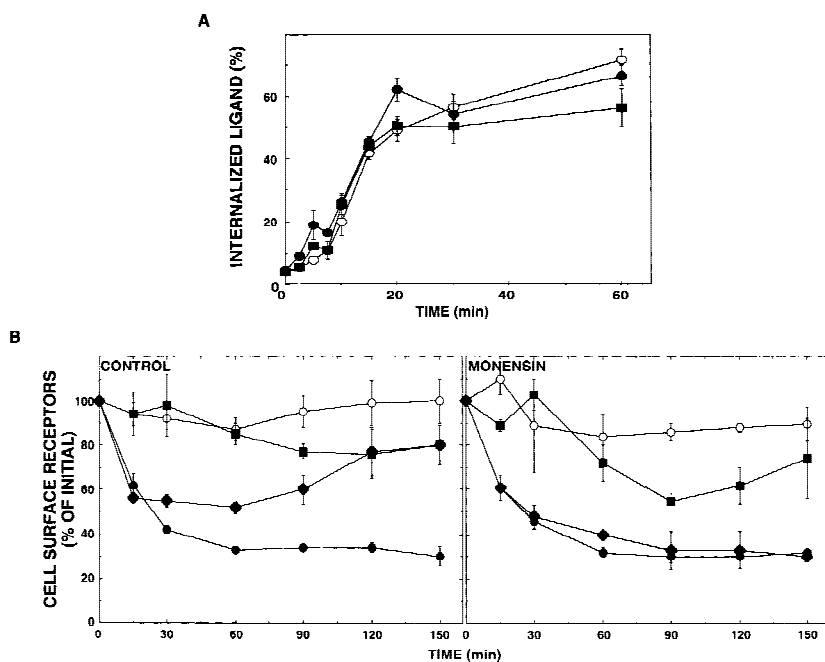 A
INTERNALIZED LIGAND (%)
60
40
20
0
0 20 40 60
TIME (min)
B
CELL SURFACE RECEPTORS
(% OF INITIAL)
CONTROL
MONENSIN
100
80
60
40
20
0
0 30 60 90 120 150
0 30 60 90 120 150
TIME (min)